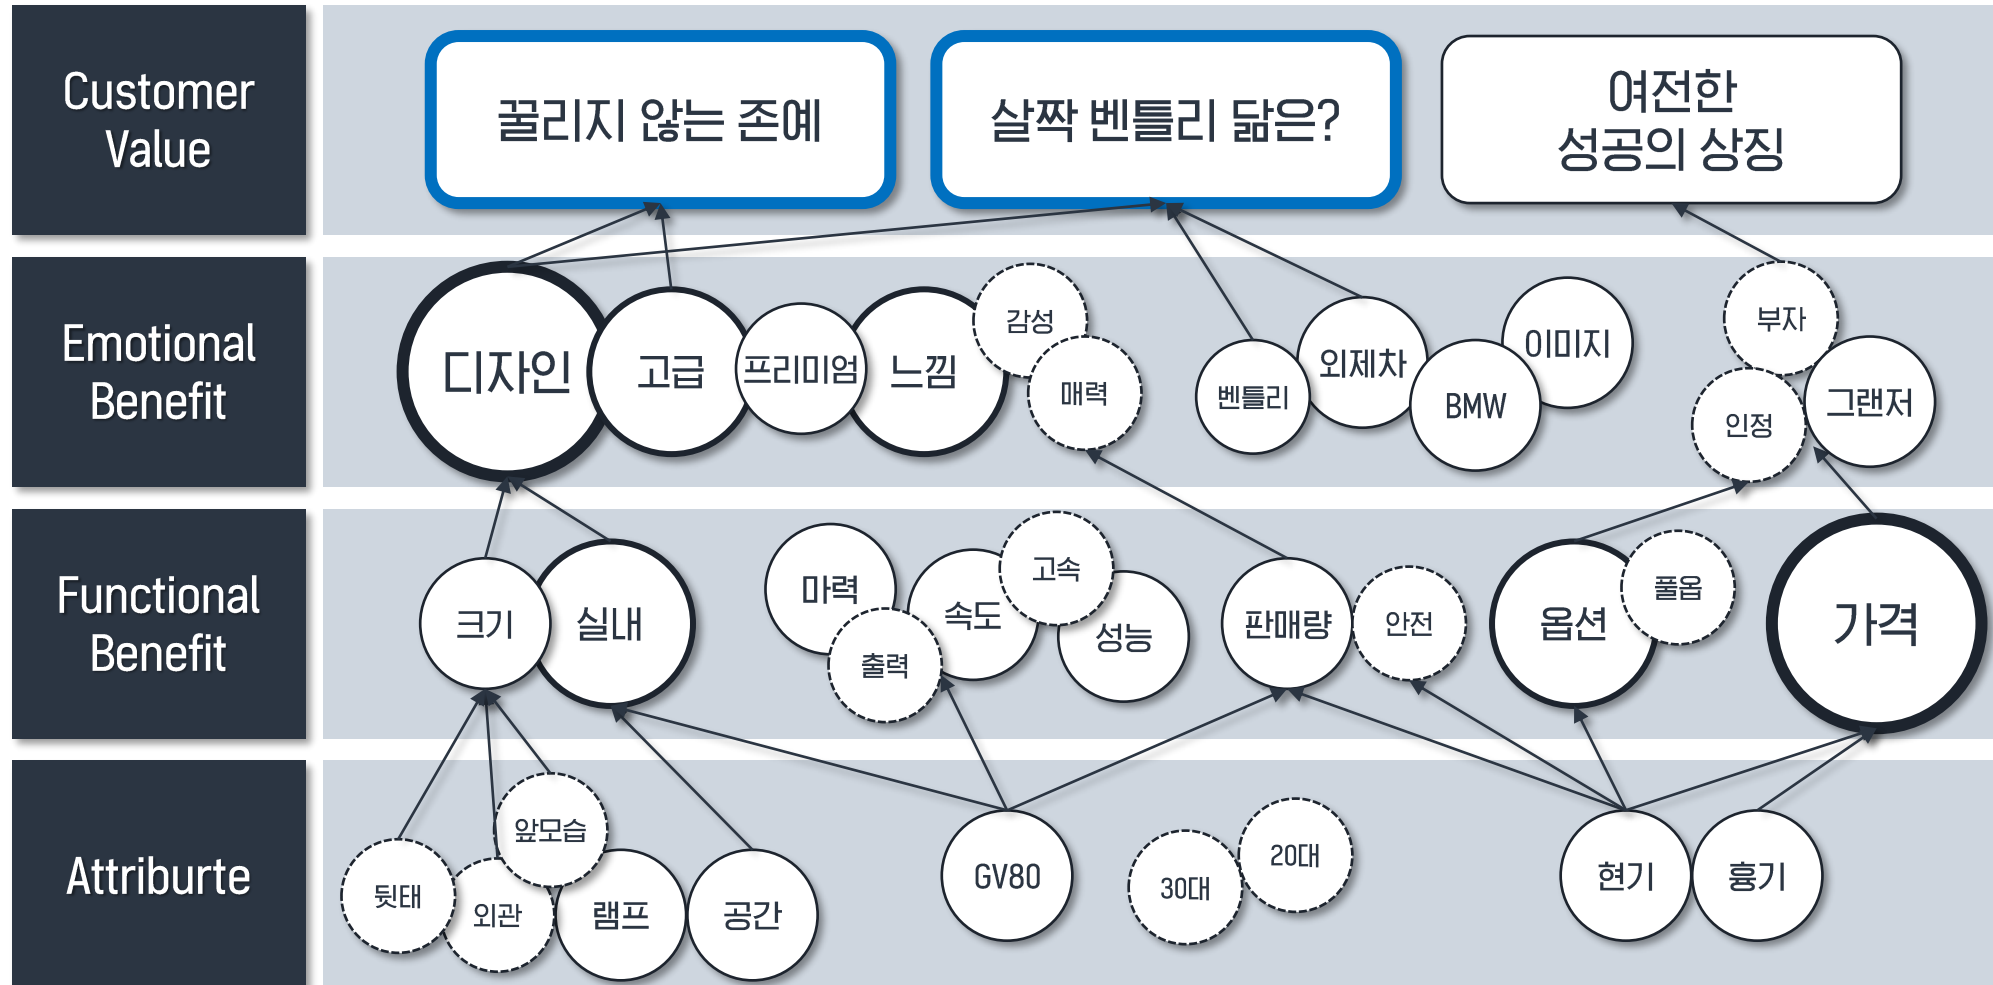 Customer
Value
꿀리지 않는 존예
살짝 벤틀리 닮은?
여전한
성공의 상징
Emotional
Benefit
디자인
고급
프리미엄
느낌
감성
매력
벤틀리
외제차
BMW
이미지
부자
인정
그랜저
Functional
Benefit
크기
실내
마력
출력
속도
고속
성능
판매량
안전
옵션
풀옵
가격
Attriburte
뒷태
외관
앞모습
램프
공간
GV80
30대
20대
현기
흉기